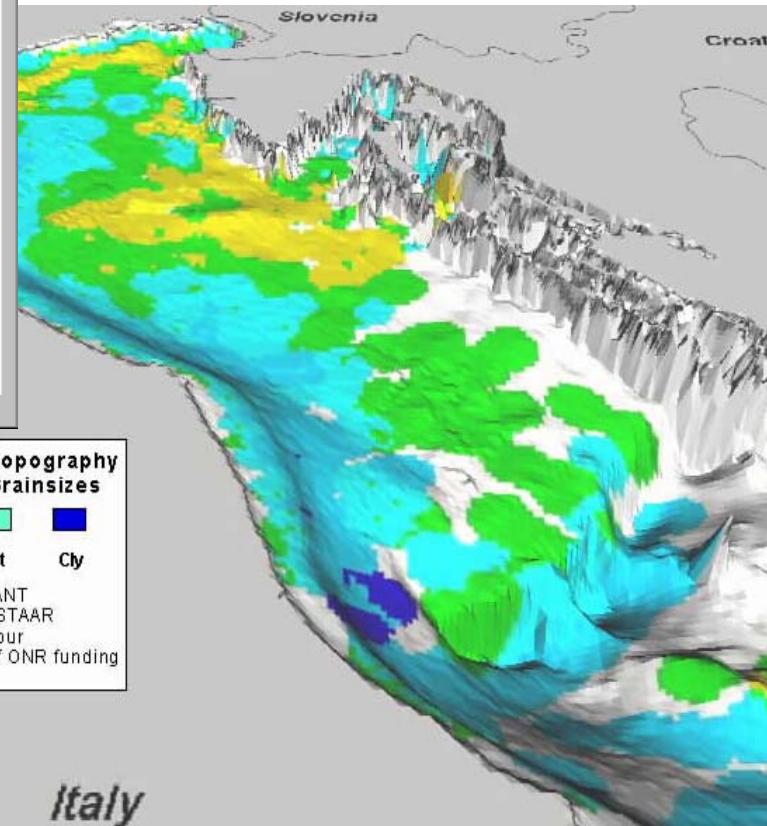 Slovenia
Croat
opography
rainsizes
t Cly
ANT
STAAR
our
f ONR funding
Italy